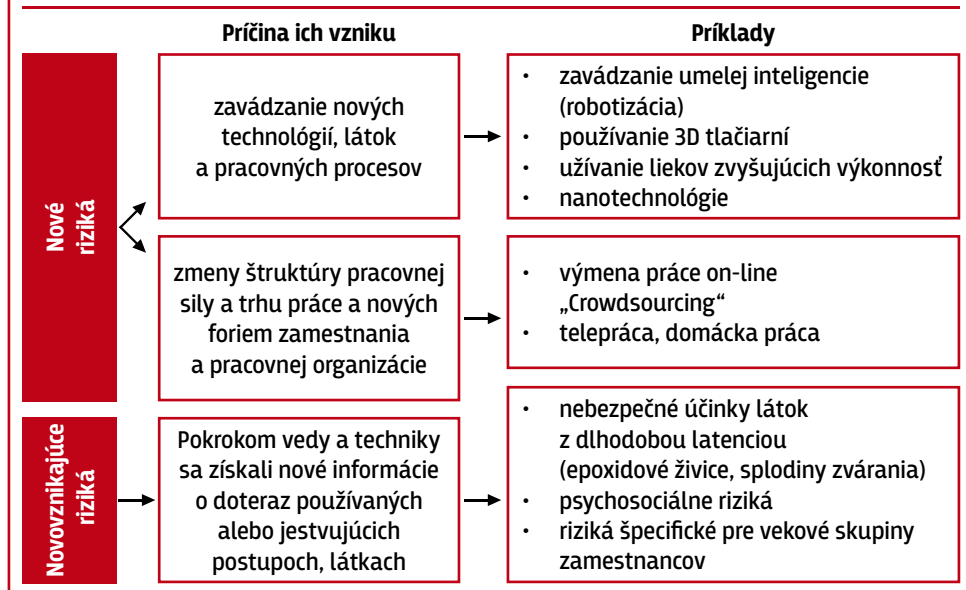 Príčina ich vzniku
Príklady
Nové
riziká
zavádzanie nových
technológií, látok
a pracovných procesov
• zavádzanie umelej inteligencie
(robotizácia)
• používanie 3D tlačiarní
• užívanie liekov zvyšujúcich výkonnosť
• nanotechnológie
zmeny štruktúry pracovnej
sily a trhu práce a nových
foriem zamestnania
a pracovnej organizácie
• výmena práce on-line
„Crowdsourcing“
• telepráca, domácka práca
Novovznikajúce
riziká
Pokrokom vedy a techniky
sa získali nové informácie
o doteraz používaných
alebo jestvujúcich
postupoch, látkach
• nebezpečné účinky látok
z dlhodobou latenciou
(epoxidové živice, splodiny zvárania)
• psychosociálne riziká
• riziká špecifické pre vekové skupiny
zamestnancov